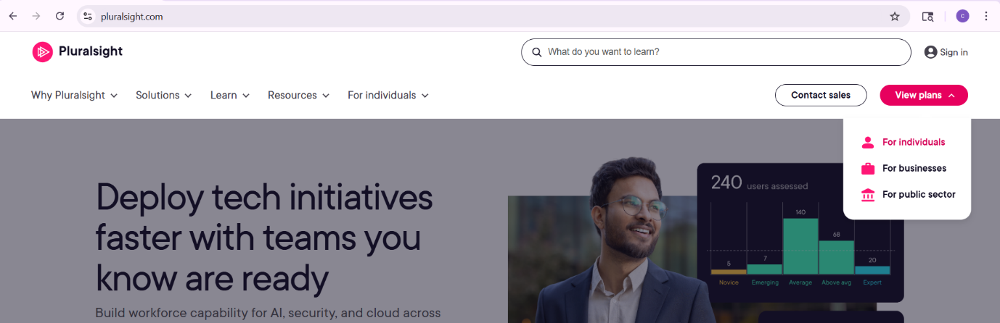 pluralsight.com
C
Pluralsight
What do you want to learn?
Sign in
Why Pluralsight
Solutions
Learn
Resources
For individuals
Contact sales
View plans
For individuals
For businesses
For public sector
Deploy tech initiatives
faster with teams you
know are ready
Build workforce capability for AI, security, and cloud across
240 users assessed
5
7
140
68
20
Novice
Emerging
Average
Above avg
Expert